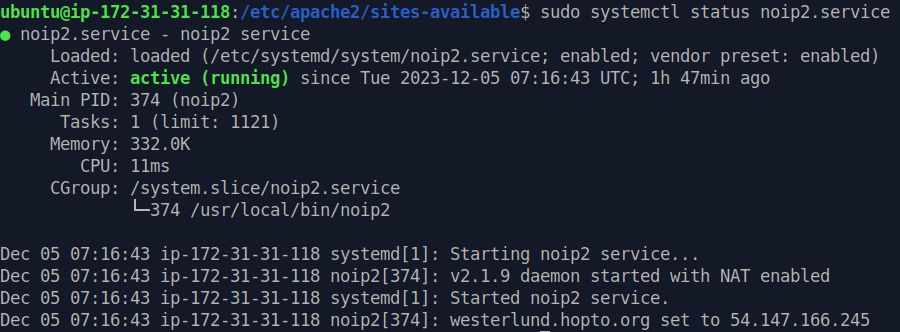 ubuntu@ip-172-31-31-118:/etc/apache2/sites-available$ sudo systemctl status noip2.service
● noip2.service - noip2 service
Loaded: loaded (/etc/systemd/system/noip2.service; enabled; vendor preset: enabled)
Active: active (running) since Tue 2023-12-05 07:16:43 UTC; 1h 47min ago
Main PID: 374 (noip2)
Tasks: 1 (limit: 1121)
Memory: 332.0K
CPU: 11ms
CGroup: /system.slice/noip2.service
└─374 /usr/local/bin/noip2
Dec 05 07:16:43 ip-172-31-31-118 systemd[1]: Starting noip2 service...
Dec 05 07:16:43 ip-172-31-31-118 noip2[374]: v2.1.9 daemon started with NAT enabled
Dec 05 07:16:43 ip-172-31-31-118 systemd[1]: Started noip2 service.
Dec 05 07:16:43 ip-172-31-31-118 noip2[374]: westerlund.hopto.org set to 54.147.166.245